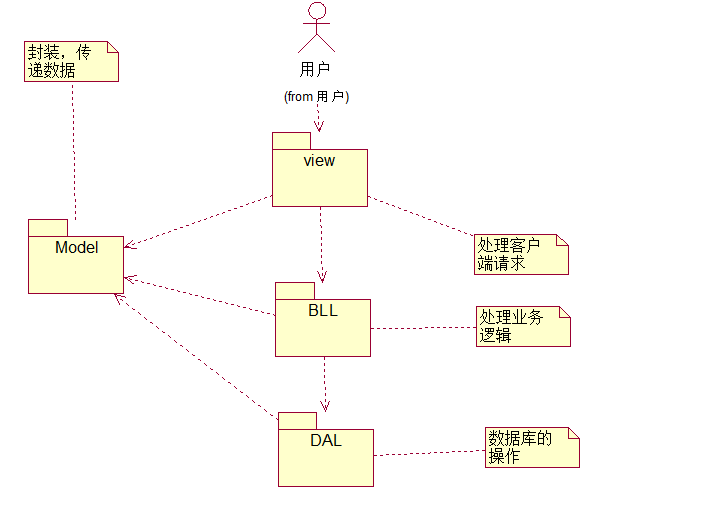 封装，传
递数据
用户
(from 用户)
view
Model
处理客户
端请求
BLL
处理业务
逻辑
DAL
数据库的
操作